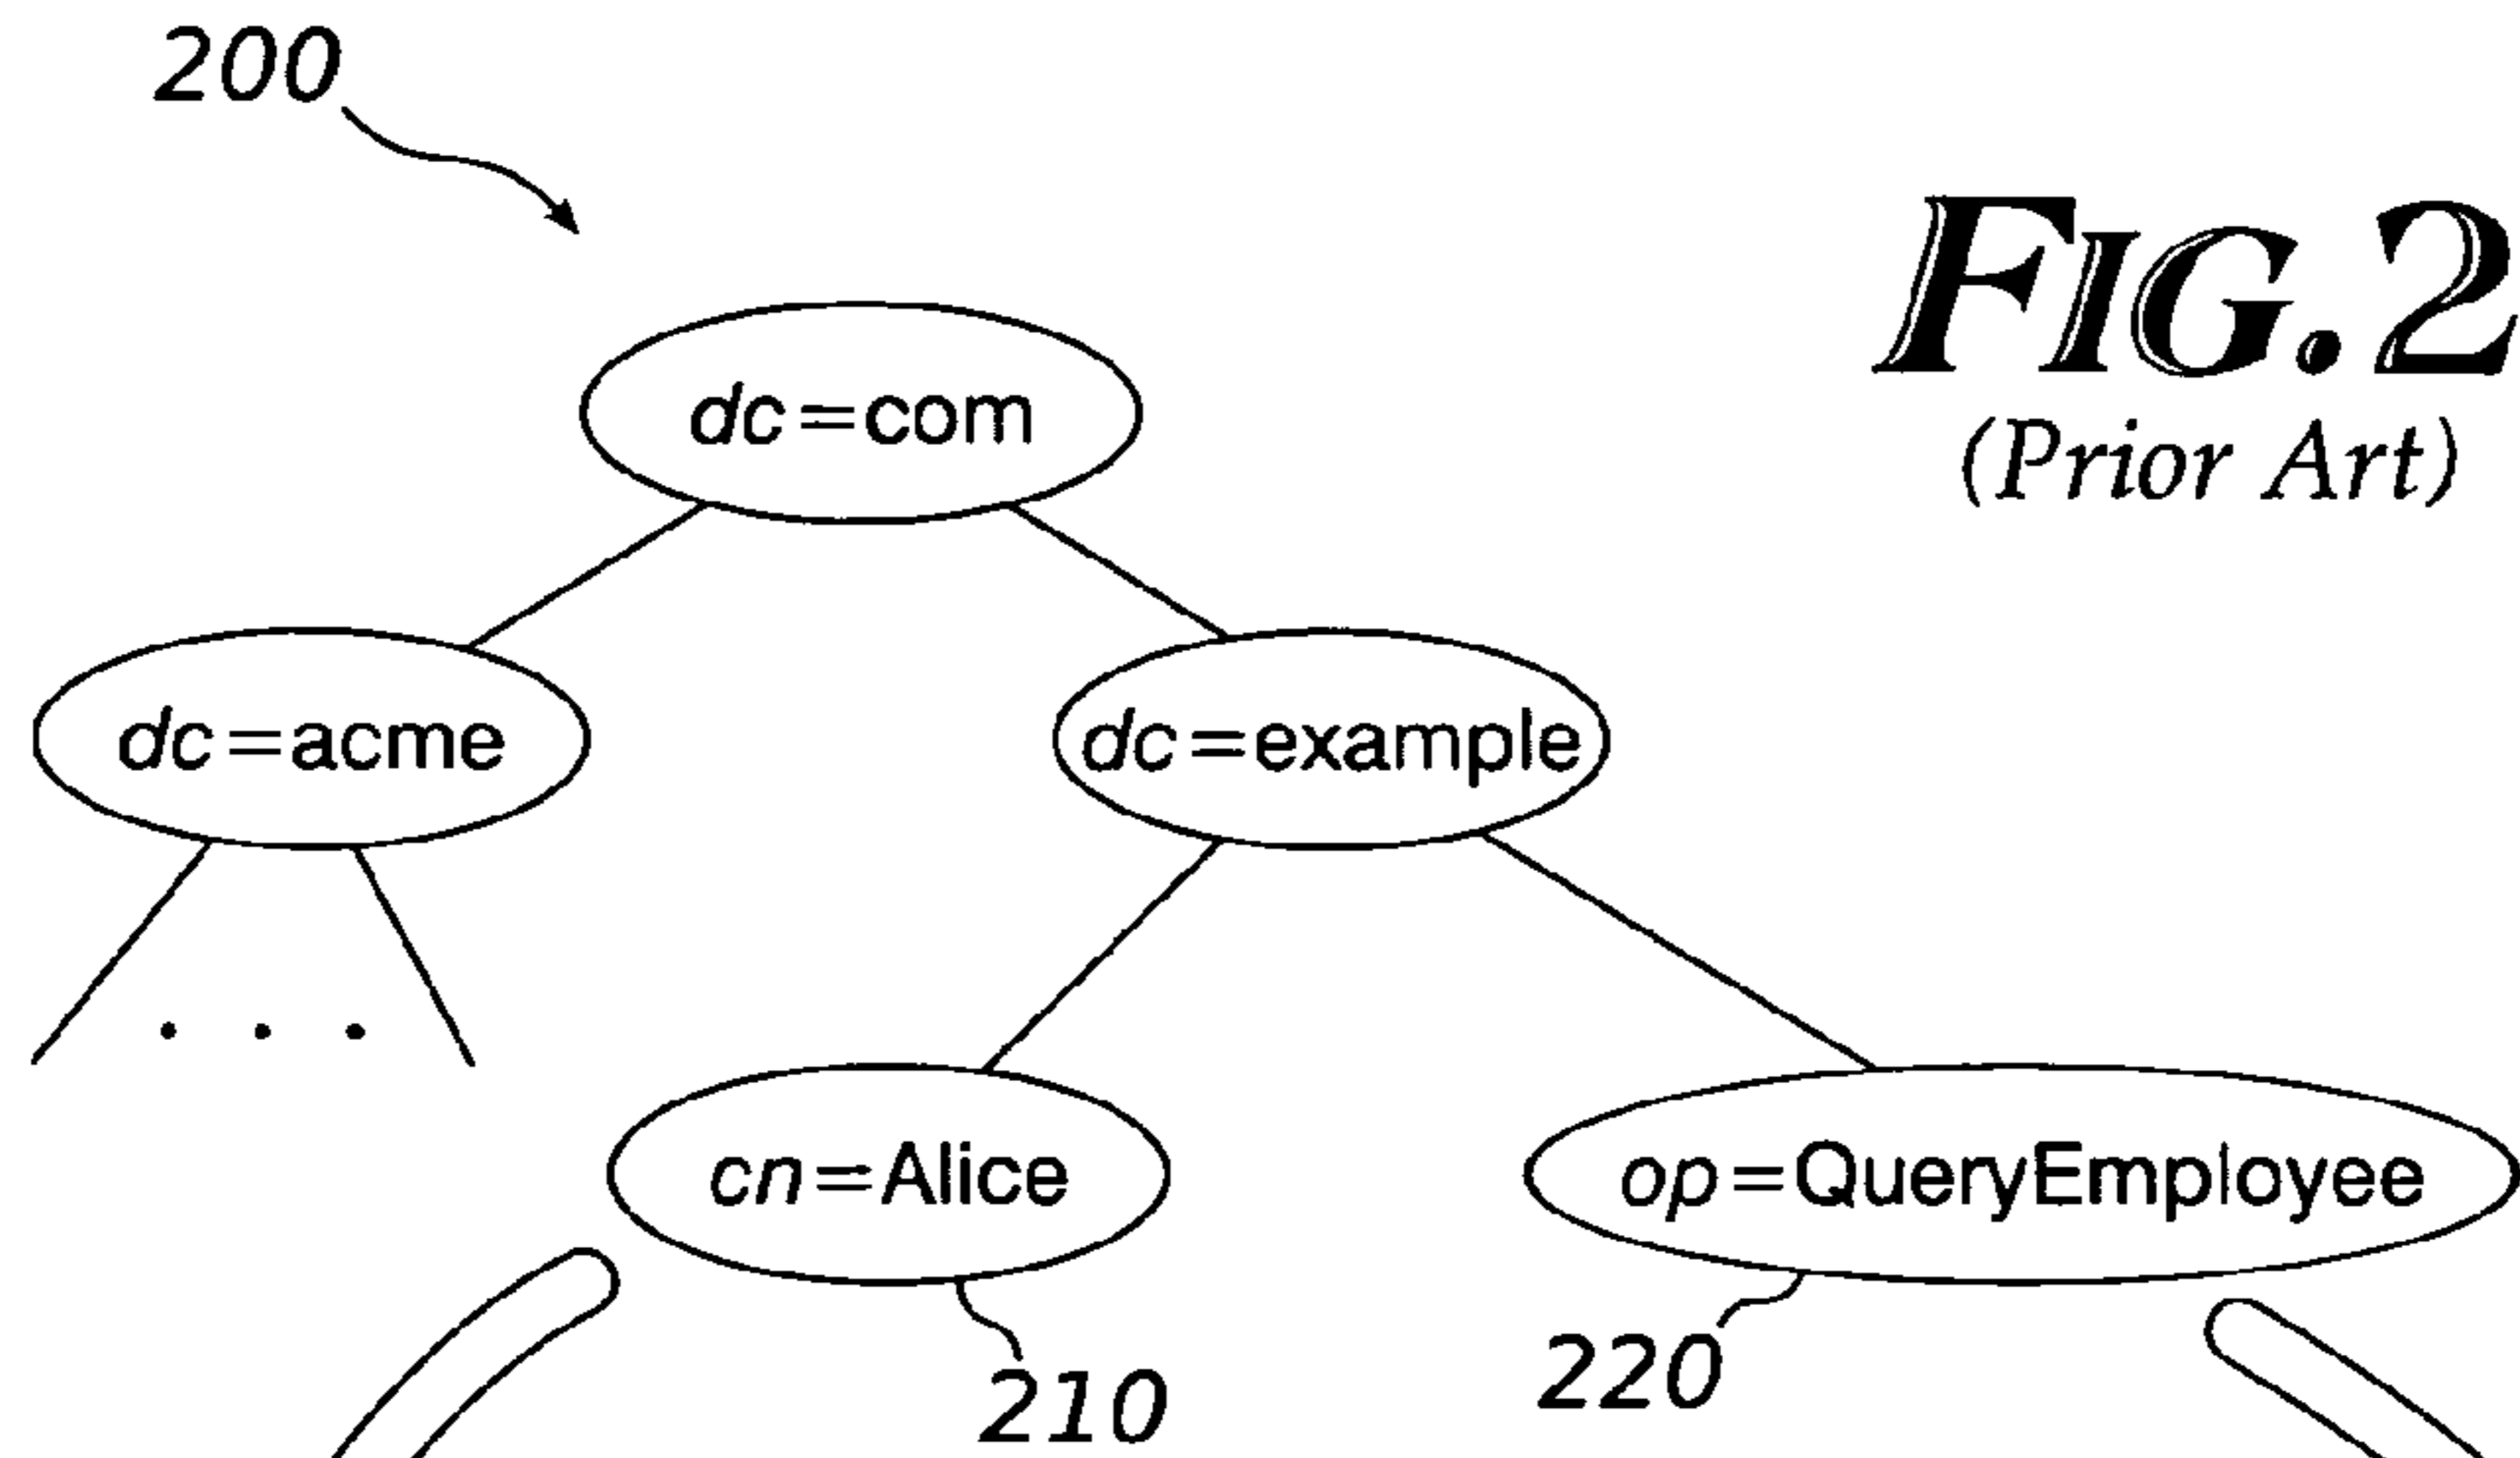 200
FIG.2
(Prior Art)
dc=com
dc=acme
dc=example
. . .
cn=Alice
op=QueryEmployee
210
220